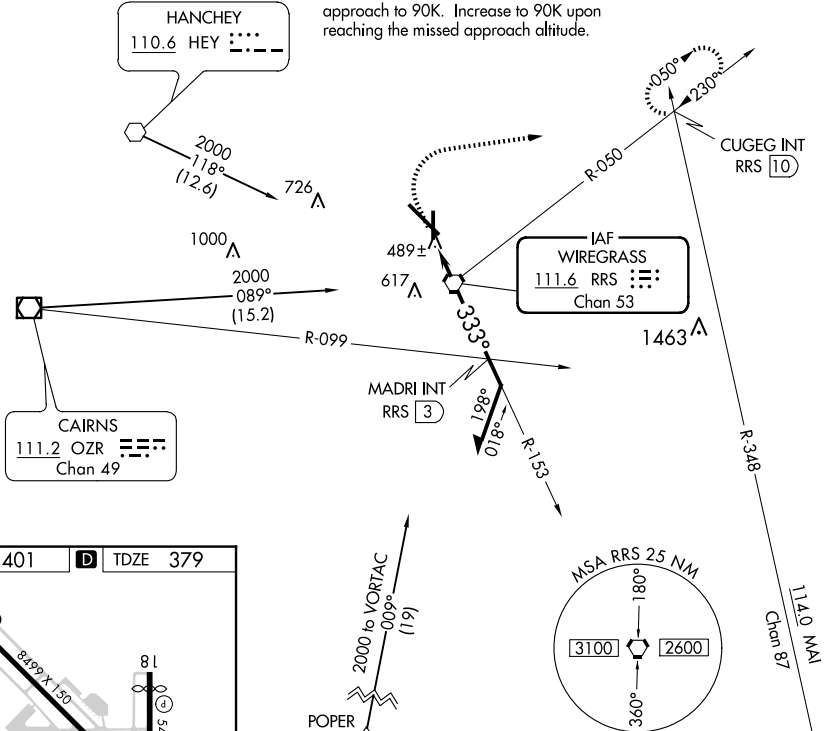 approach to 90K. Increase to 90K upon
reaching the missed approach altitude.
HANCHEY
110.6 HEY
2000
118°
(12.6)
726
1000
2000
089°
(15.2)
R-099
CAIRNS
111.2 OZR
Chan 49
050°
230°
CUGEG INT
RRS 10
R-050
489±
617
IAF
WIREGRASS
111.6 RRS
Chan 53
333°
1463
MADRI INT
RRS 3
198°
018°
R-153
R-348
114.0 MAI
Chan 87
2000 to VORTAC
009°
(19)
POPER
MSA RRS 25 NM
180°
3100
2600
360°
401 D TDZE 379
8499 X 150
18
P